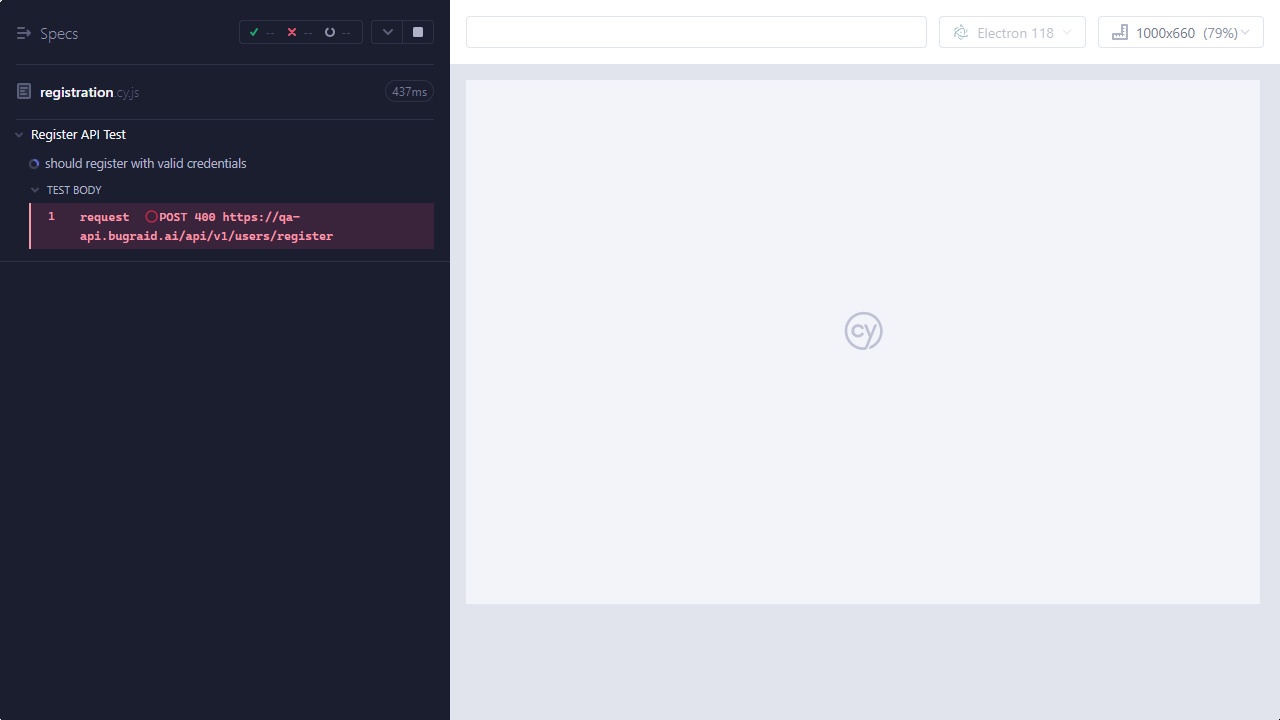 Specs
-- -- --
registration.cy.js
437ms
Register API Test
should register with valid credentials
TEST BODY
1 request POST 400 https://qa-
api.bugraid.ai/api/v1/users/register
Electron 118
1000x660 (79%)
cy